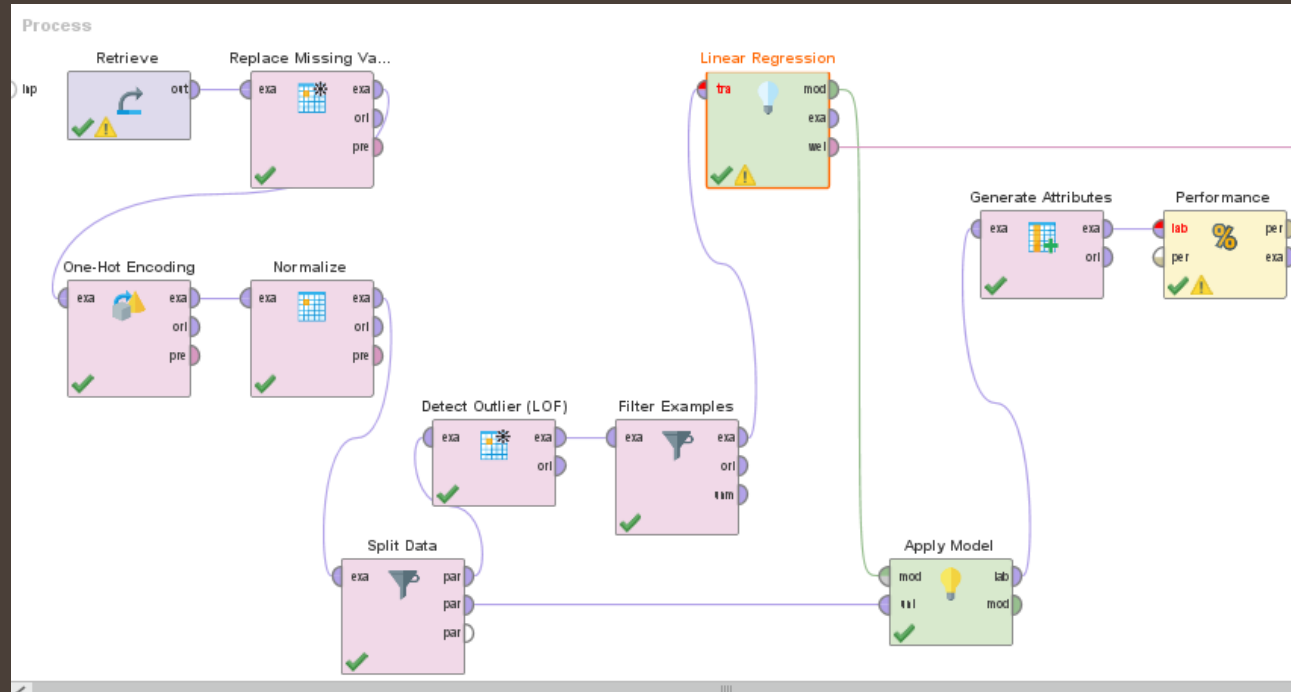 Process
Retrieve
out
inp
Replace Missing Va...
exa
exa
ori
pre
Linear Regression
tra
mod
exa
wei
Generate Attributes
exa
exa
ori
Performance
lab
per
per
exa
%
One-Hot Encoding
exa
exa
ori
pre
Normalize
exa
exa
ori
pre
Detect Outlier (LOF)
exa
exa
ori
Filter Examples
exa
exa
ori
unm
Split Data
exa
par
par
par
Apply Model
mod
unl
lab
mod